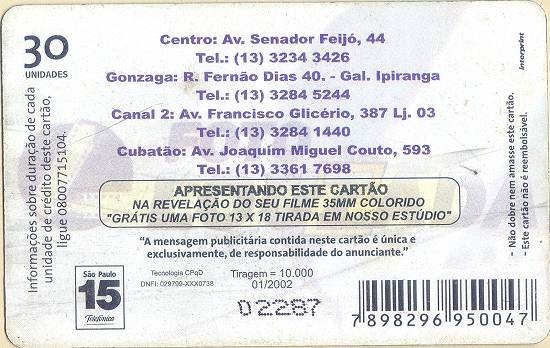 30
UNIDADES
Informações sobre duração de cada
unidade de crédito deste cartão,
ligue 08007715104.
Centro: Av. Senador Feijó, 44
Tel.: (13) 3234 3426
Gonzaga: R. Fernão Dias 40. - Gal. Ipiranga
Tel.: (13) 3284 5244
Canal 2: Av. Francisco Glicério, 387 Lj. 03
Tel.: (13) 3284 1440
Cubatão: Av. Joaquim Miguel Couto, 593
Tel.: (13) 3361 7698
APRESENTANDO ESTE CARTÃO
NA REVELAÇÃO DO SEU FILME 35MM COLORIDO
"GRÁTIS UMA FOTO 13 X 18 TIRADA EM NOSSO ESTÚDIO"
"A mensagem publicitária contida neste cartão é única e
exclusivamente, de responsabilidade do anunciante."
São Paulo
15
Telefónica
Tecnologia CPqD
DNFI: 029799-XXX0738
Tiragem = 10.000
01/2002
02287
7 898296 950047
- Não dobre nem amasse este cartão.
- Este cartão não é reembolsável.
Interprint